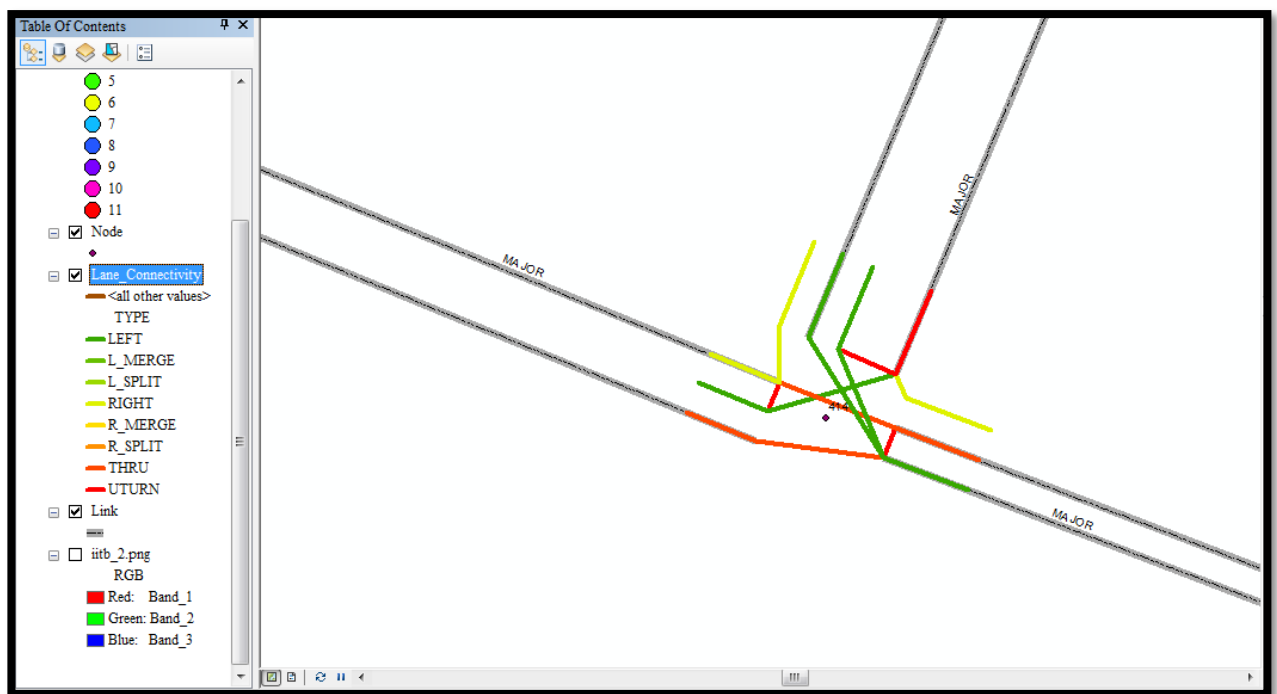 Table Of Contents
5
6
7
8
9
10
11
Node
Lane_Connectivity
<all other values>
TYPE
LEFT
L_MERGE
L_SPLIT
RIGHT
R_MERGE
R_SPLIT
THRU
UTURN
Link
iitb_2.png
RGB
Red: Band_1
Green: Band_2
Blue: Band_3
MAJOR
MAJOR
414
MAJOR